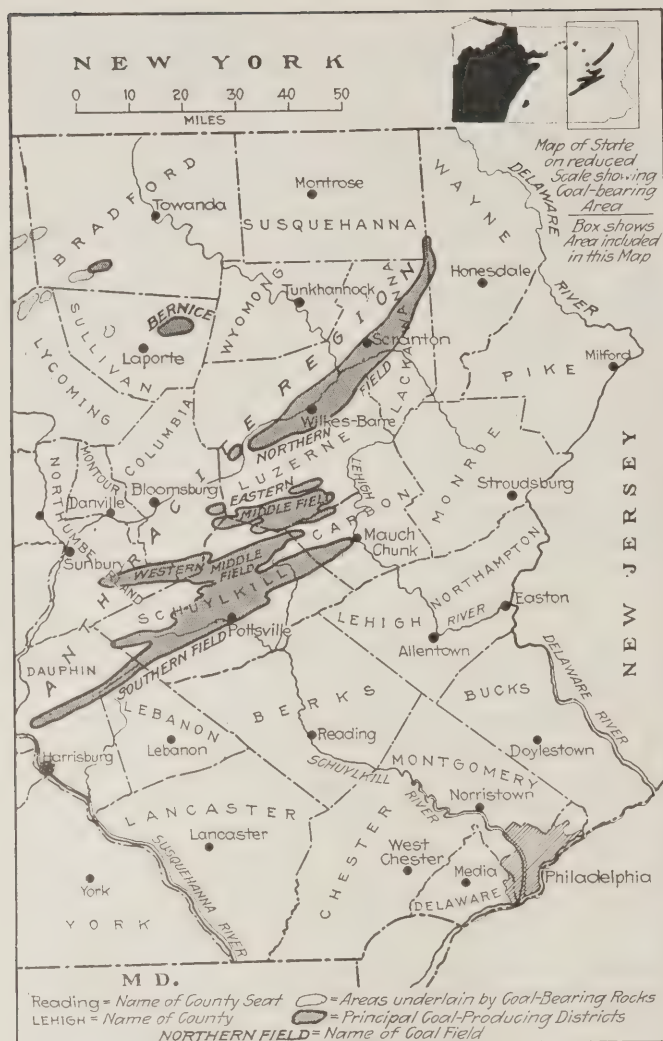 NEW YORK
0 10 20 30 40 50
MILES
Map of State
on reduced
Scale showing
Coal-bearing
Area
Box shows
Area included
in this Map
DELAWARE
RIVER
BRADFORD
Towanda
Montrose
SUSQUEHANNA
WAYNE
Honesdale
SULLIVAN
BERNICE
Laporte
WYOMING
Tunkhannock
LACKAWANNA
Scranton
PIKE
Milford
LYCOMING
COLUMBIA
ANTHRACITE REGION
Wilkes-Barre
NORTHERN FIELD
LUZERNE
MONROE
Stroudsburg
NORTHUMBERLAND
MONTOUR
Danville
Bloomsburg
EASTERN
MIDDLE FIELD
LEHIGH
CARBON
Mauch
Chunk
Sunbury
WESTERN MIDDLE
FIELD
SCHUYLKILL
Pottsville
SOUTHERN FIELD
NORTHAMPTON
Easton
LEHIGH
RIVER
Allentown
NEW JERSEY
DAUPHIN
LEBANON
Lebanon
BERKS
Reading
BUCKS
DELAWARE RIVER
Doylestown
Harrisburg
SCHUYLKILL
RIVER
MONTGOMERY
Norristown
LANCASTER
Lancaster
CHESTER
West
Chester
Media
DELAWARE
Philadelphia
SUSQUEHANNA RIVER
York
YORK
MD.
Reading = Name of County Seat = Areas underlain by Coal-Bearing Rocks
LEHIGH = Name of County = Principal Coal-Producing Districts
NORTHERN FIELD = Name of Coal Field